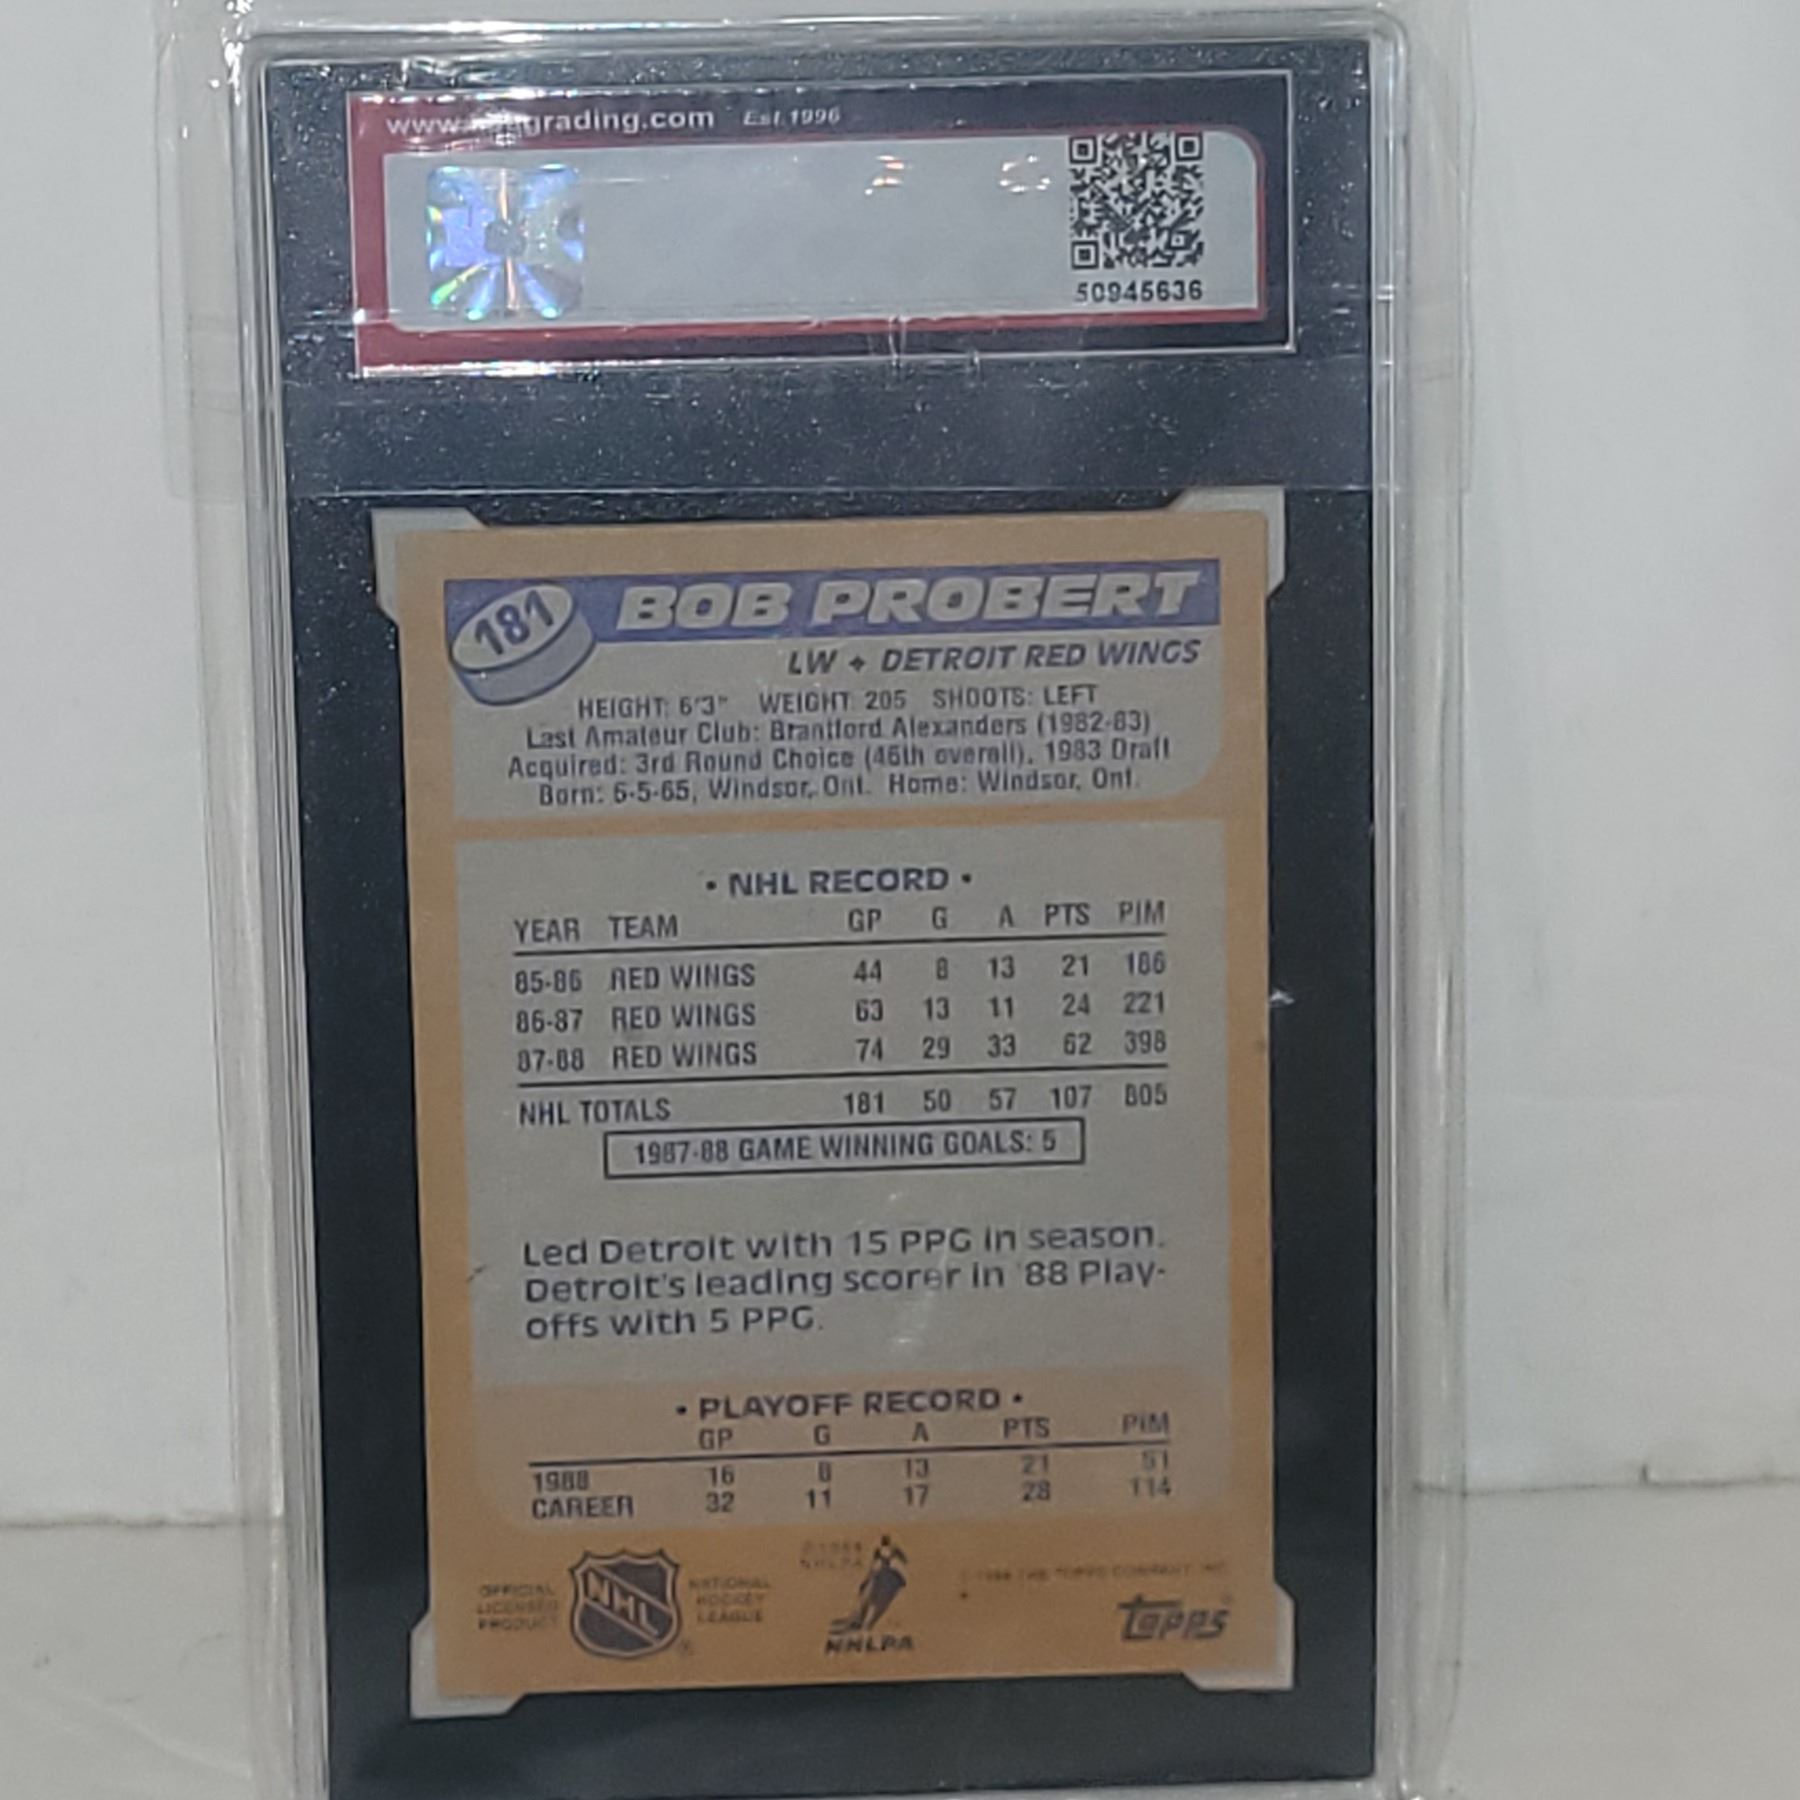 grading.com Est 1996
50945636
181 BOB PROBERT
LW ♦ DETROIT RED WINGS
HEIGHT: 6'3" WEIGHT: 205 SHOOTS: LEFT
Last Amateur Club: Brantford Alexanders (1982-83)
Acquired: 3rd Round Choice (46th overall), 1983 Draft
Born: 6-5-65, Windsor, Ont. Home: Windsor, Ont.
• NHL RECORD •
YEAR TEAM GP G A PTS PIM
85-86 RED WINGS 44 8 13 21 186
86-87 RED WINGS 63 13 11 24 221
87-88 RED WINGS 74 29 33 62 398
NHL TOTALS 181 50 57 107 805
1987-88 GAME WINNING GOALS: 5
Led Detroit with 15 PPG in season.
Detroit's leading scorer in '88 Play-
offs with 5 PPG.
• PLAYOFF RECORD •
GP G A PTS PIM
1988 16 8 13 21 51
CAREER 32 11 17 28 114
OFFICIAL
LICENSED
PRODUCT
NHL
®
NATIONAL
HOCKEY
LEAGUE
NHLPA
NHLPA
THE TOPPS COMPANY, INC.
TOPPS®